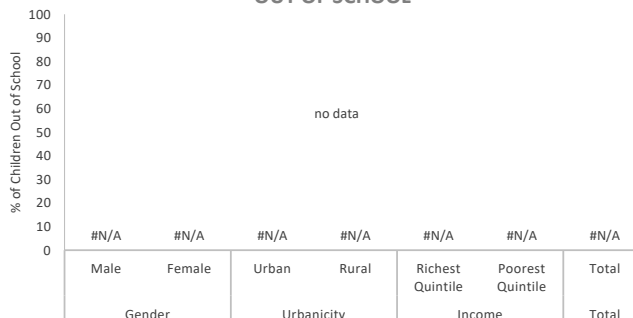 OUT OF SCHOOL
100
90
80
70
60
50
40
30
20
10
0
% of Children Out of School
no data
#N/A #N/A #N/A #N/A #N/A #N/A #N/A
Male Female Urban Rural Richest Quintile Poorest Quintile Total
Gender Urbanicity Income Total